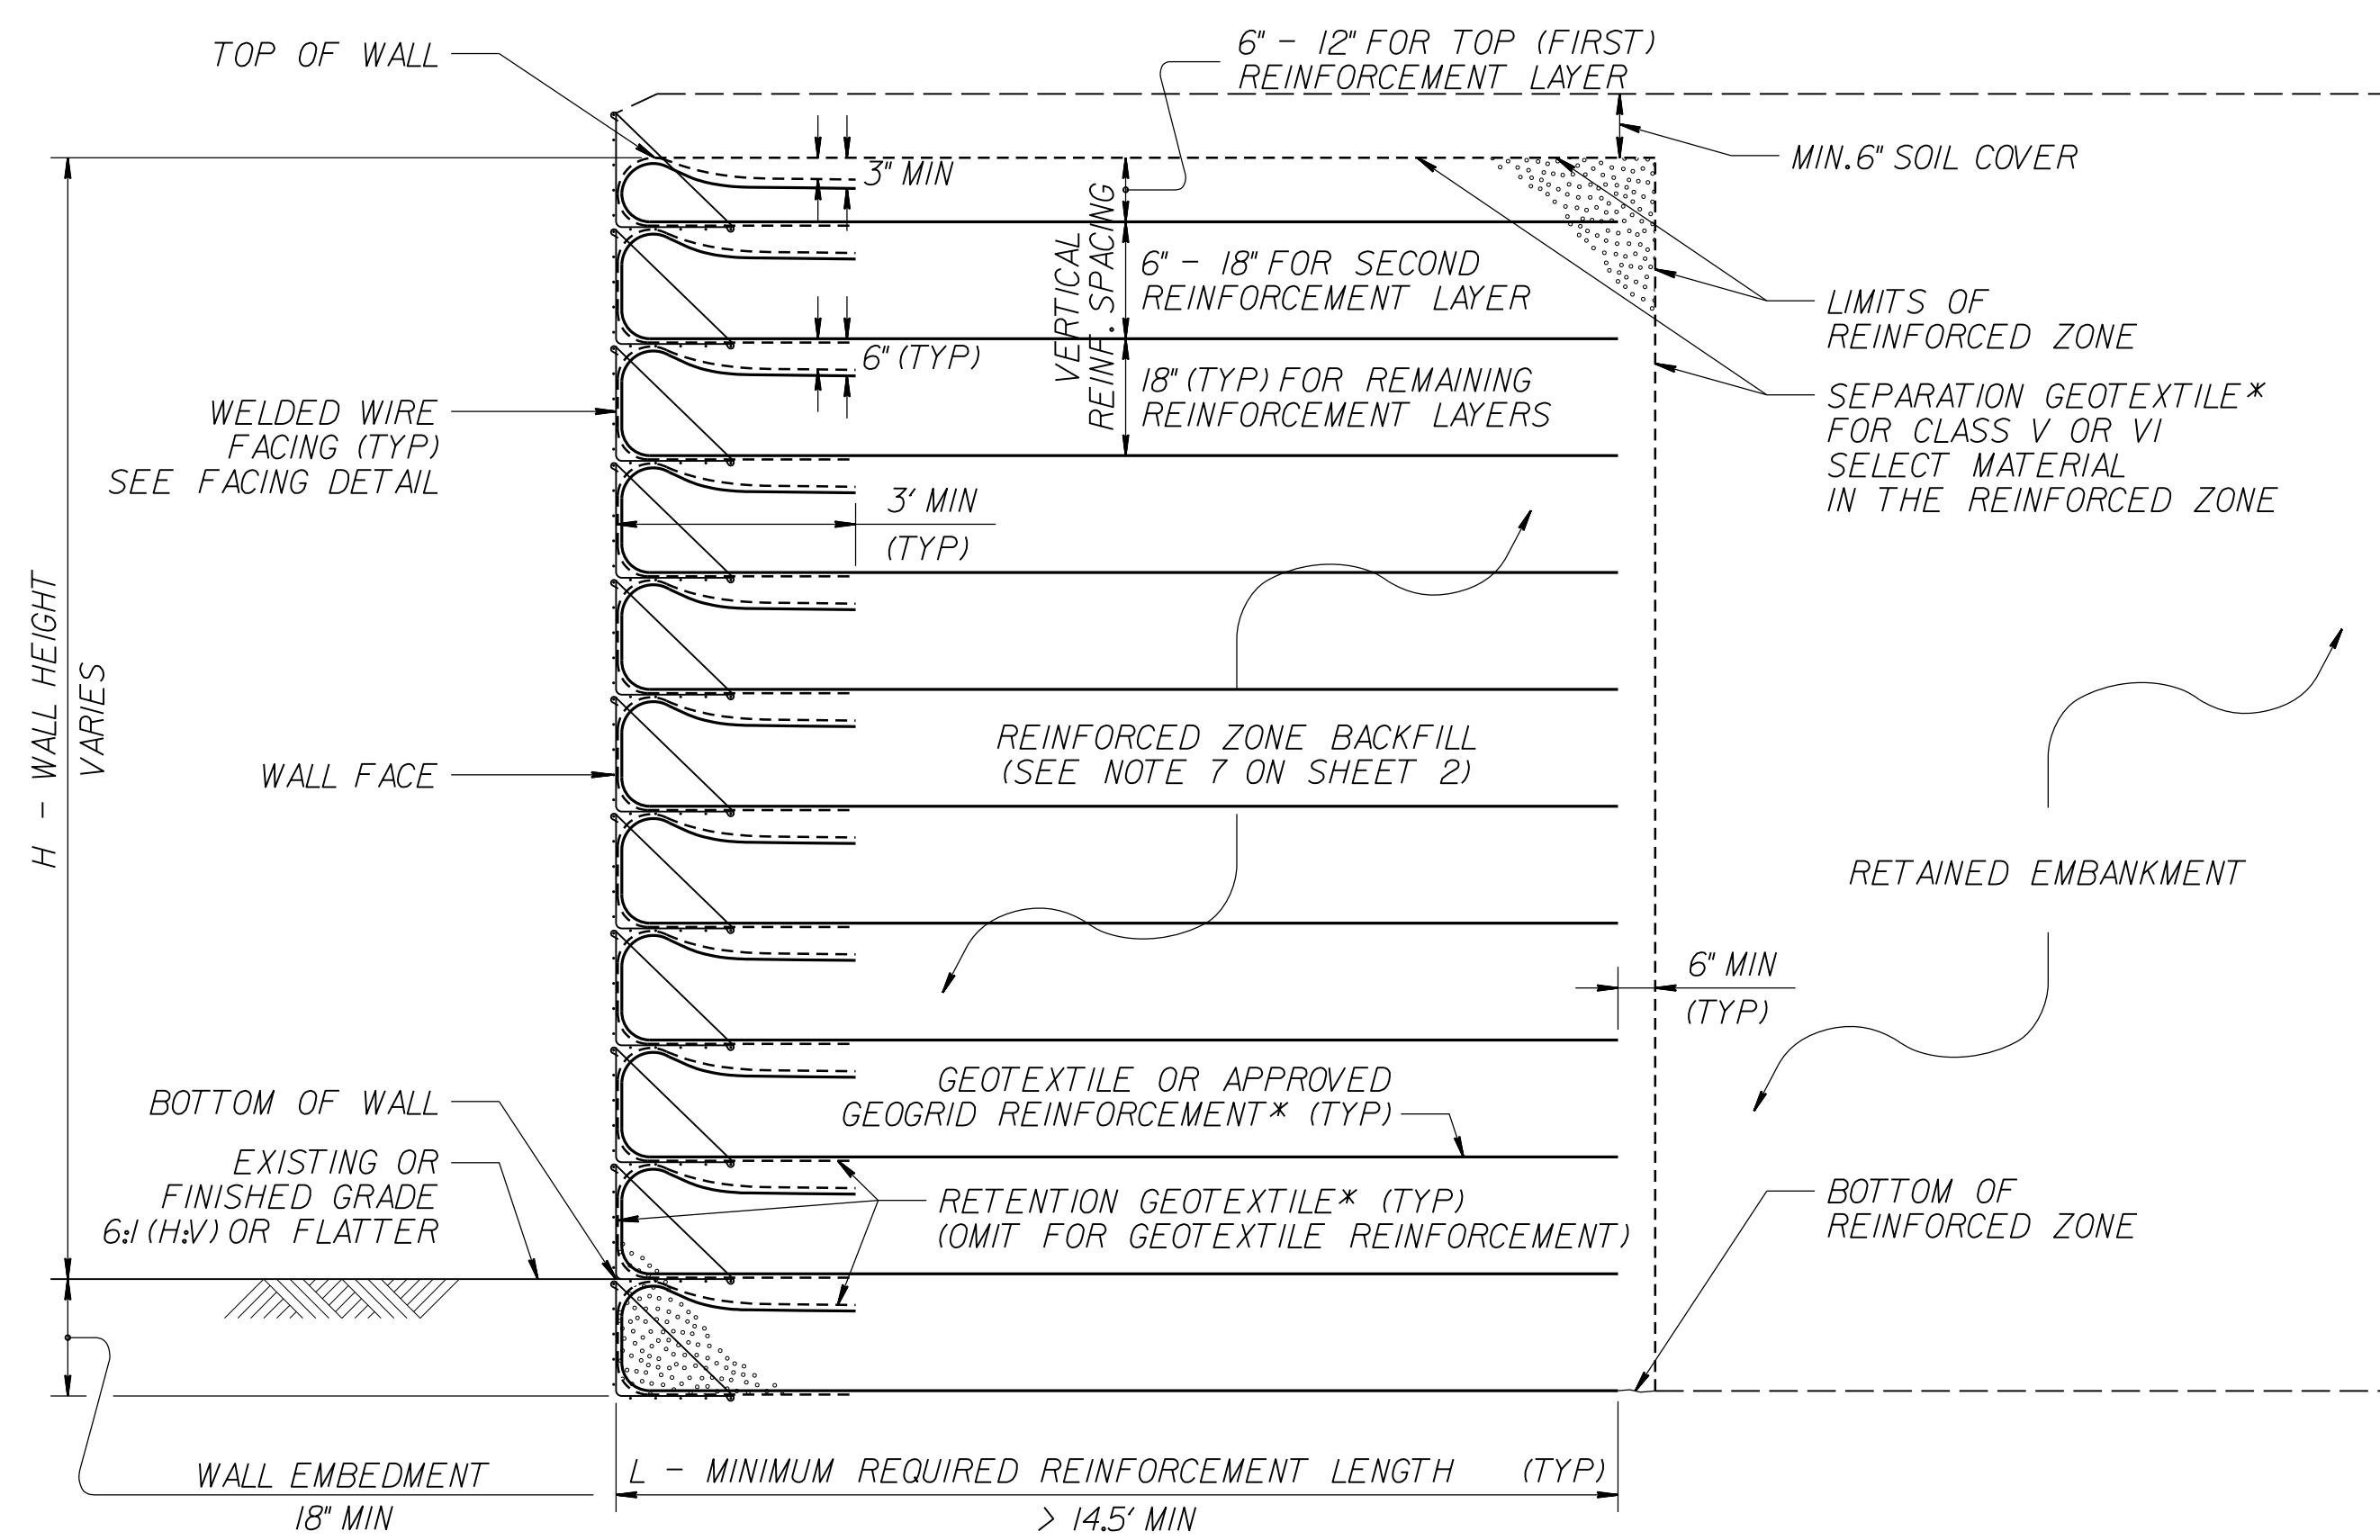 TOP OF WALL
6" - 12" FOR TOP (FIRST)
REINFORCEMENT LAYER
MIN. 6" SOIL COVER
3" MIN
VERTICAL
REINF. SPACING
6" - 18" FOR SECOND
REINFORCEMENT LAYER
LIMITS OF
REINFORCED ZONE
6" (TYP)
18" (TYP) FOR REMAINING
REINFORCEMENT LAYERS
SEPARATION GEOTEXTILE*
FOR CLASS V OR VI
SELECT MATERIAL
IN THE REINFORCED ZONE
WELDED WIRE
FACING (TYP)
SEE FACING DETAIL
3' MIN
(TYP)
H - WALL HEIGHT
VARIES
WALL FACE
REINFORCED ZONE BACKFILL
(SEE NOTE 7 ON SHEET 2)
RETAINED EMBANKMENT
6" MIN
(TYP)
BOTTOM OF WALL
GEOTEXTILE OR APPROVED
GEOGRID REINFORCEMENT* (TYP)
EXISTING OR
FINISHED GRADE
6:1 (H:V) OR FLATTER
RETENTION GEOTEXTILE* (TYP)
(OMIT FOR GEOTEXTILE REINFORCEMENT)
BOTTOM OF
REINFORCED ZONE
WALL EMBEDMENT
18" MIN
L - MINIMUM REQUIRED REINFORCEMENT LENGTH (TYP)
> 14.5' MIN